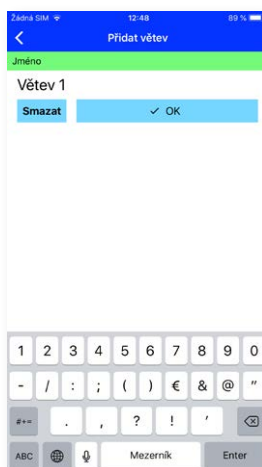 Žádná SIM 12:48 89 %
Přidat větev
Jméno
Větev 1
Smazat ✓ OK
1 2 3 4 5 6 7 8 9 0
- / : ; ( ) € & @ "
#+= . , ? ! '
ABC Mezerník Enter